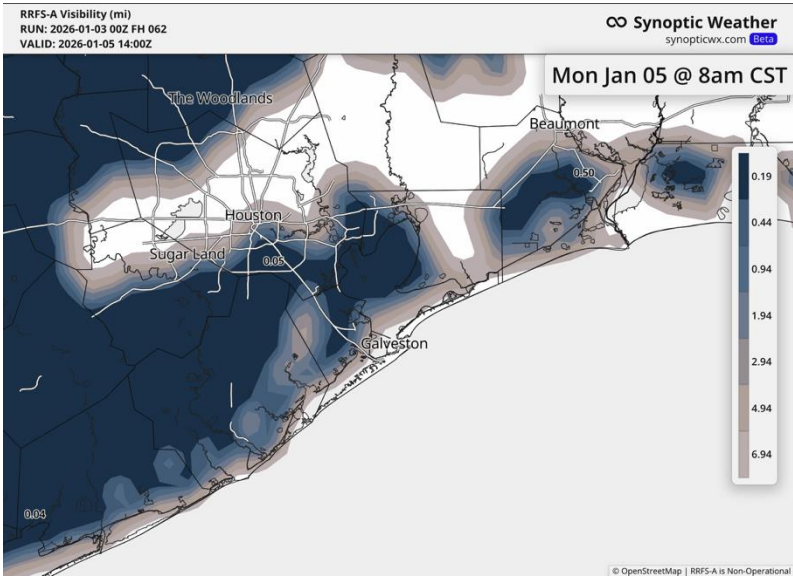 RRFS-A Visibility (mi)
RUN: 2026-01-03 00Z FH 062
VALID: 2026-01-05 14:00Z
Synoptic Weather
synopticwx.com Beta
Mon Jan 05 @ 8am CST
The Woodlands
Beaumont
0.50
Houston
Sugar Land
0.05
Galveston
0.04
0.19
0.44
0.94
1.94
2.94
4.94
6.94
© OpenStreetMap | RRFS-A is Non-Operational